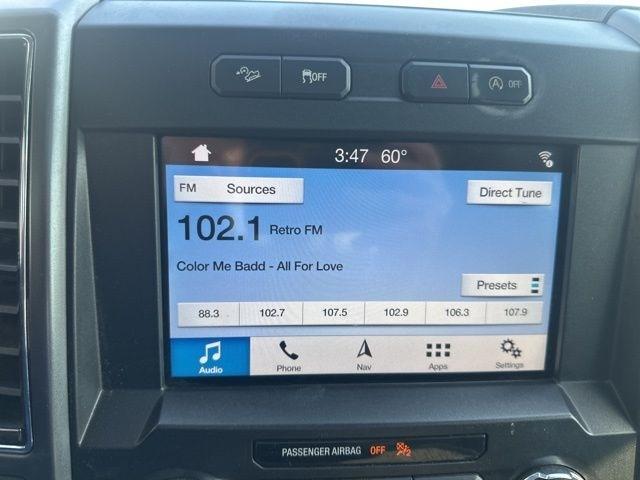 OFF
OFF
3:47 60°
FM Sources
Direct Tune
102.1 Retro FM
Color Me Badd - All For Love
Presets
88.3 102.7 107.5 102.9 106.3 107.9
Audio Phone Nav Apps Settings
PASSENGER AIRBAG OFF